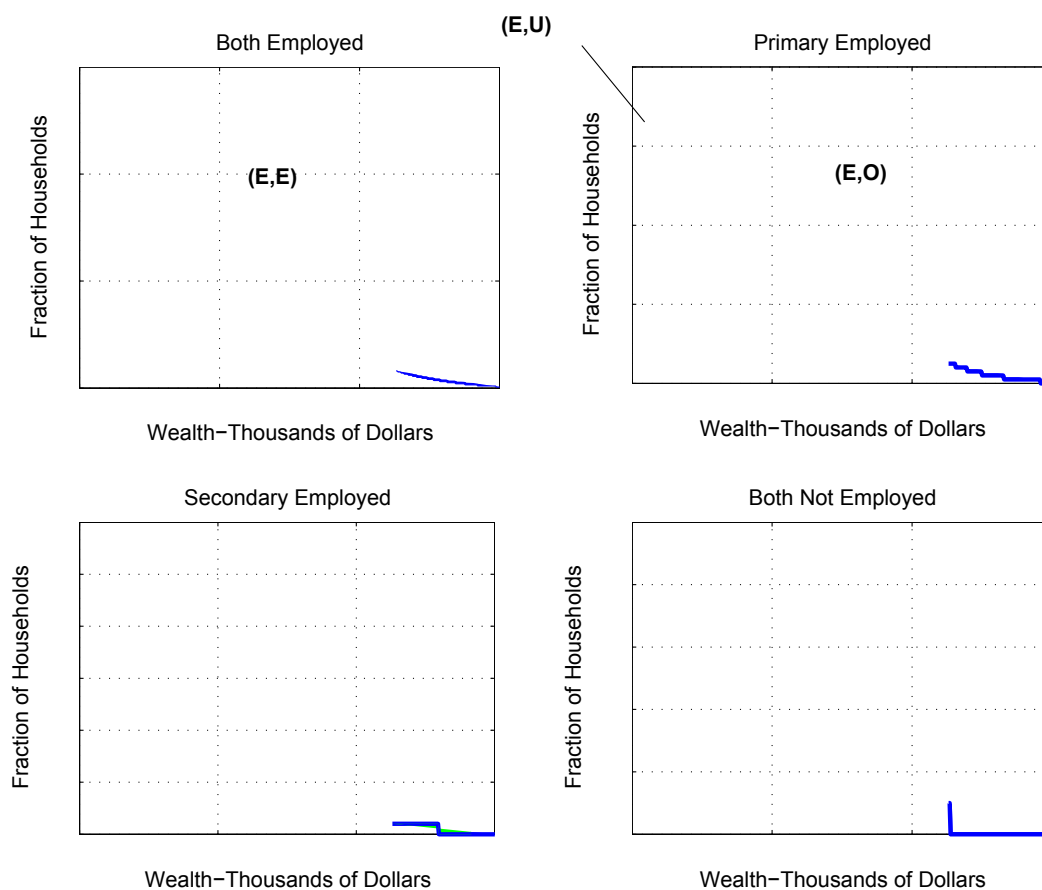 (E,U)
Both Employed
Fraction of Households
(E,E)
Wealth−Thousands of Dollars
Primary Employed
Fraction of Households
(E,O)
Wealth−Thousands of Dollars
Secondary Employed
Fraction of Households
Wealth−Thousands of Dollars
Both Not Employed
Fraction of Households
Wealth−Thousands of Dollars